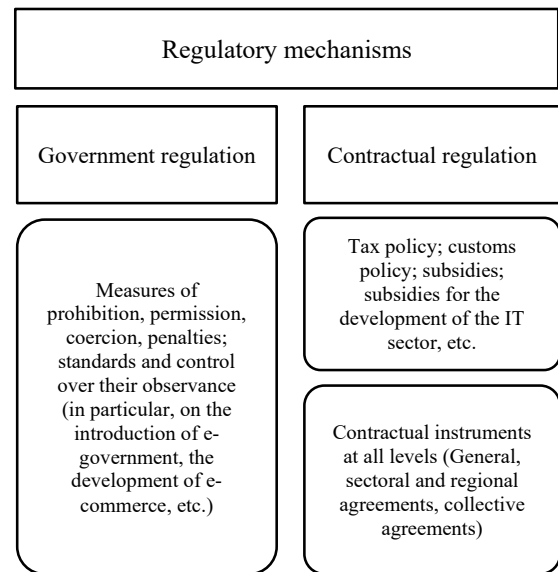 Regulatory mechanisms
Government regulation
Contractual regulation
Measures of
prohibition, permission,
coercion, penalties;
standards and control
over their observance
(in particular, on the
introduction of e-
government, the
development of e-
commerce, etc.)
Tax policy; customs
policy; subsidies;
subsidies for the
development of the IT
sector, etc.
Contractual instruments
at all levels (General,
sectoral and regional
agreements, collective
agreements)